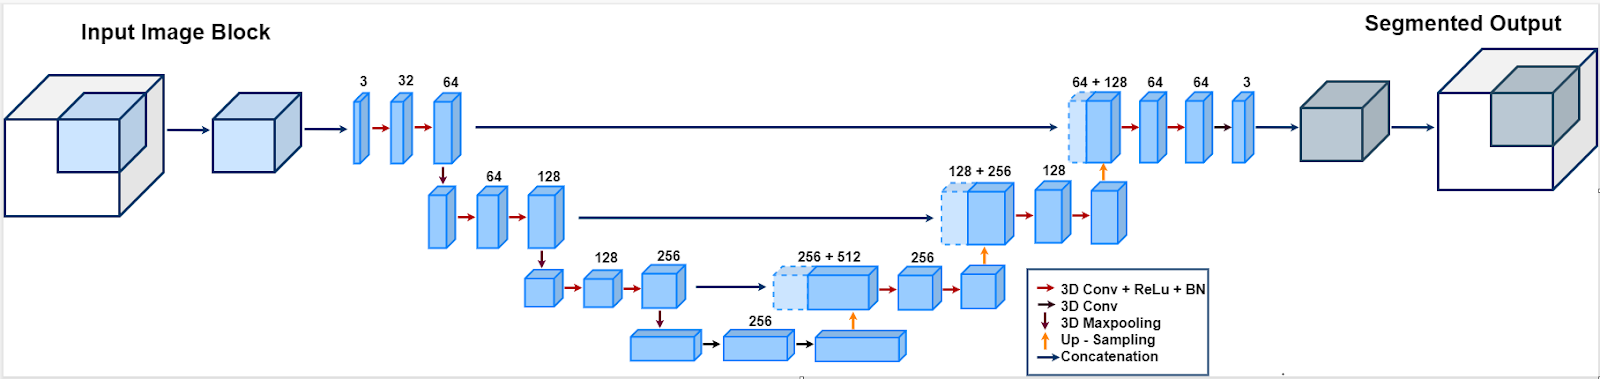 Input Image Block
Segmented Output
3
32
64
64 + 128
64
64
3
64
128
128 + 256
128
128
256
256 + 512
256
256
3D Conv + ReLu + BN
3D Conv
3D Maxpooling
Up - Sampling
Concatenation